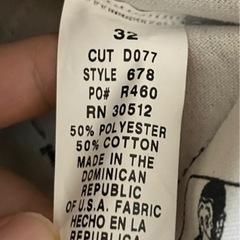 32
CUT D077
STYLE 678
PO# R460
RN 30512
50% POLYESTER
50% COTTON
MADE IN THE
DOMINICAN
REPUBLIC
OF U.S.A. FABRIC
HECHO EN LA
REPUBLICA